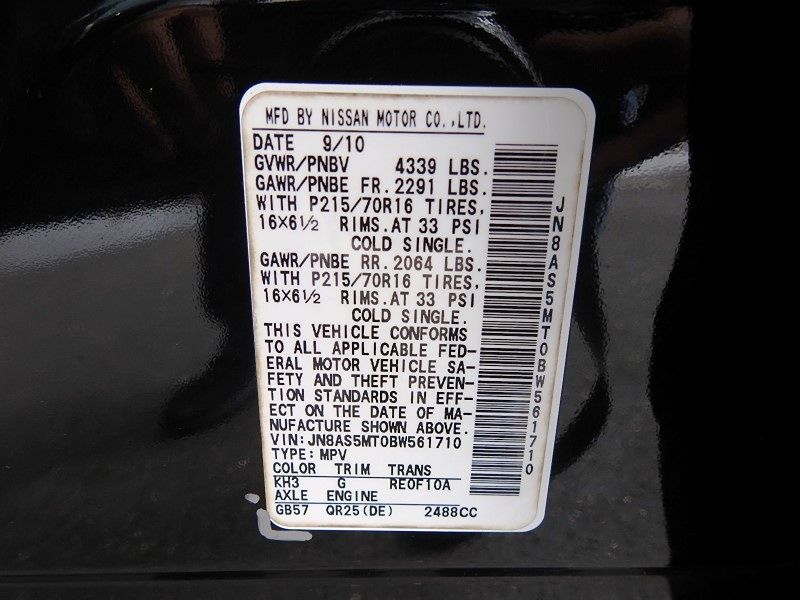 MFD BY NISSAN MOTOR CO.,LTD.
DATE 9/10
GVWR/PNBV 4339 LBS.
GAWR/PNBE FR. 2291 LBS.
WITH P215/70R16 TIRES,
16×6½ RIMS. AT 33 PSI
COLD SINGLE.
GAWR/PNBE RR. 2064 LBS.
WITH P215/70R16 TIRES,
16×6½ RIMS. AT 33 PSI
COLD SINGLE.
THIS VEHICLE CONFORMS
TO ALL APPLICABLE FED-
ERAL MOTOR VEHICLE SA-
FETY AND THEFT PREVEN-
TION STANDARDS IN EFF-
ECT ON THE DATE OF MA-
NUFACTURE SHOWN ABOVE.
VIN:JN8AS5MT0BW561710
TYPE:MPV
COLOR TRIM TRANS
KH3 G RE0F10A
AXLE ENGINE
GB57 QR25(DE) 2488CC
JN8AS5MT0BW561710